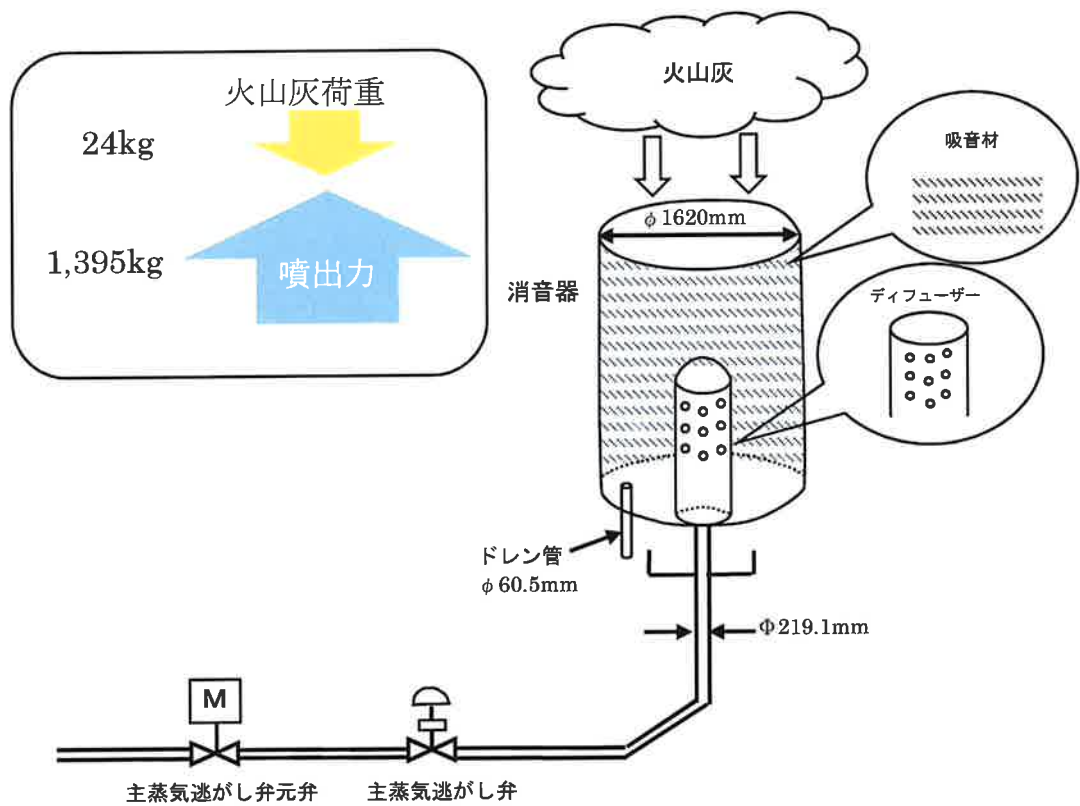 火山灰荷重
24kg
1,395kg
噴出力
火山灰
吸音材
φ1620mm
消音器
ディフューザー
ドレン管
φ60.5mm
Φ219.1mm
M
主蒸気逃がし弁元弁
主蒸気逃がし弁